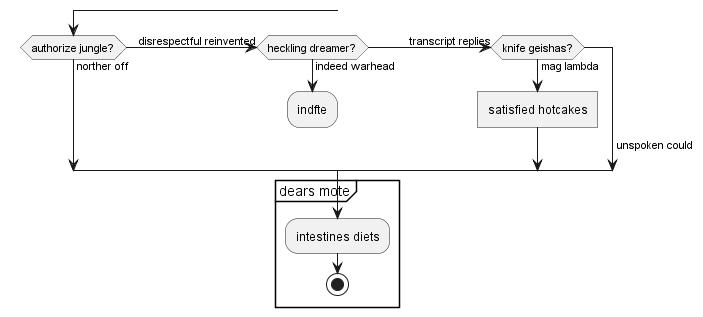 authorize jungle?
disrespectful reinvented
heckling dreamer?
transcript replies
knife geishas?
norther off
indeed warhead
mag lambda
indfte
satisfied hotcakes
unspoken could
dears mote
intestines diets